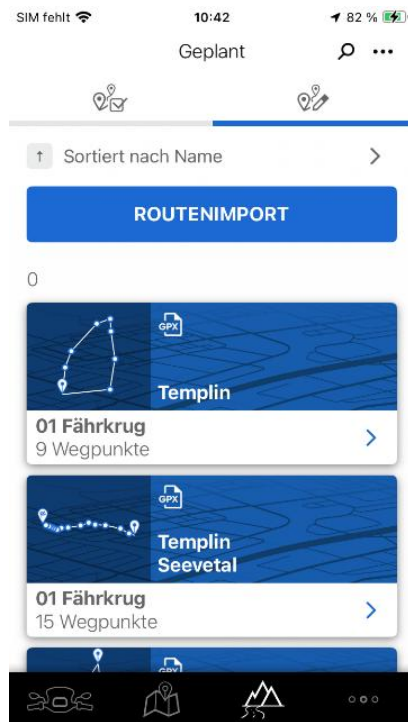 SIM fehlt 10:42 82 %
Geplant
↑ Sortiert nach Name
ROUTENIMPORT
0
GPX
Templin
01 Fährkrug
9 Wegpunkte
GPX
Templin
Seevetal
01 Fährkrug
15 Wegpunkte